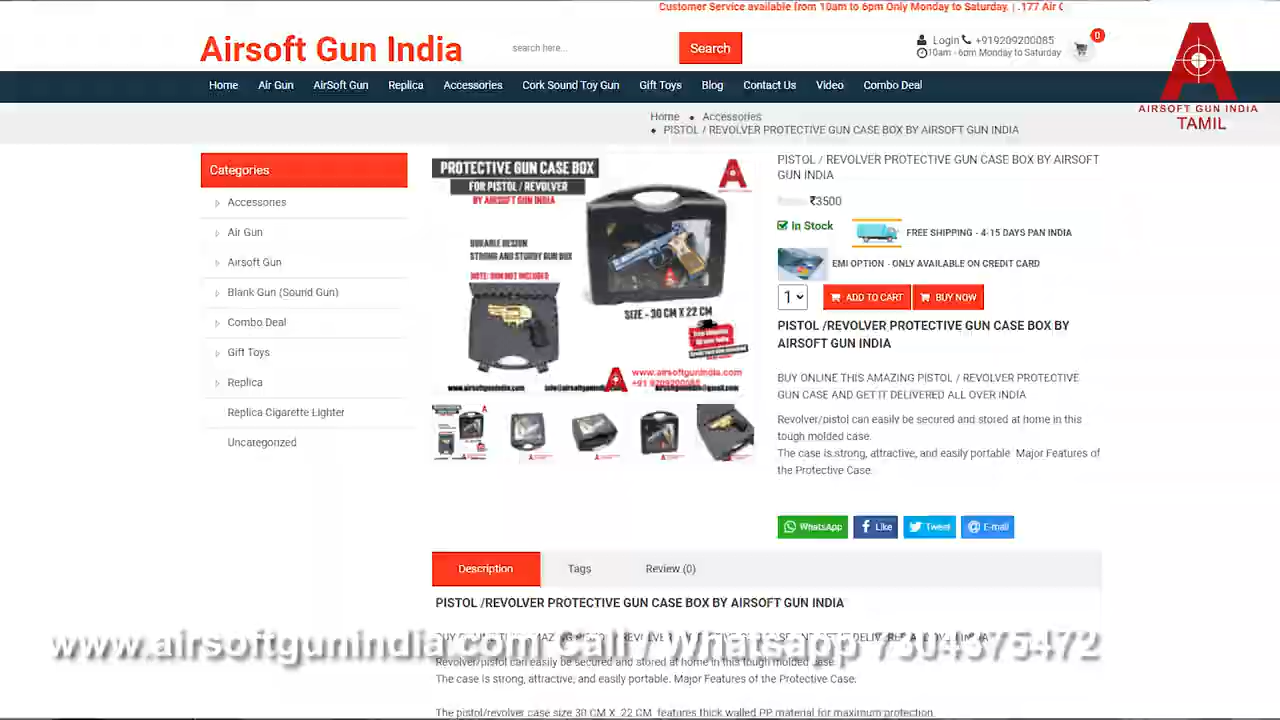 Customer Service available from 10am to 6pm Only Monday to Saturday. | .177 Air
Airsoft Gun India
search here...
Search
Login +919209200085
10am - 6pm Monday to Saturday
0
AIRSOFT GUN INDIA
TAMIL
Home Air Gun AirSoft Gun Replica Accessories Cork Sound Toy Gun Gift Toys Blog Contact Us Video Combo Deal
Home Accessories
PISTOL / REVOLVER PROTECTIVE GUN CASE BOX BY AIRSOFT GUN INDIA
Categories
Accessories
Air Gun
Airsoft Gun
Blank Gun (Sound Gun)
Combo Deal
Gift Toys
Replica
Replica Cigarette Lighter
Uncategorized
PROTECTIVE GUN CASE BOX
FOR PISTOL / REVOLVER
BY AIRSOFT GUN INDIA
DURABLE DESIGN
STRONG AND STURDY GUN BOX
NOTE: GUN NOT INCLUDED
SIZE - 30 CM X 22 CM
www.airsoftgunindia.com
+91 9209200085
www.airsoftgunindia.com
PISTOL / REVOLVER PROTECTIVE GUN CASE BOX BY AIRSOFT
GUN INDIA
₹3500
In Stock
FREE SHIPPING - 4-15 DAYS PAN INDIA
EMI OPTION - ONLY AVAILABLE ON CREDIT CARD
1 ADD TO CART BUY NOW
PISTOL /REVOLVER PROTECTIVE GUN CASE BOX BY
AIRSOFT GUN INDIA
BUY ONLINE THIS AMAZING PISTOL / REVOLVER PROTECTIVE
GUN CASE AND GET IT DELIVERED ALL OVER INDIA
Revolver/pistol can easily be secured and stored at home in this
tough molded case.
The case is strong, attractive, and easily portable Major Features of
the Protective Case.
WhatsApp Like Tweet E-mail
Description Tags Review (0)
PISTOL /REVOLVER PROTECTIVE GUN CASE BOX BY AIRSOFT GUN INDIA
www.airsoftgunindia.com Call / Whatsapp 7304375472
Revolver/pistol can easily be secured and stored at home in this tough molded case.
The case is strong, attractive, and easily portable. Major Features of the Protective Case.
The pistol/revolver case size 30 CM X 22 CM features thick walled PP material for maximum protection